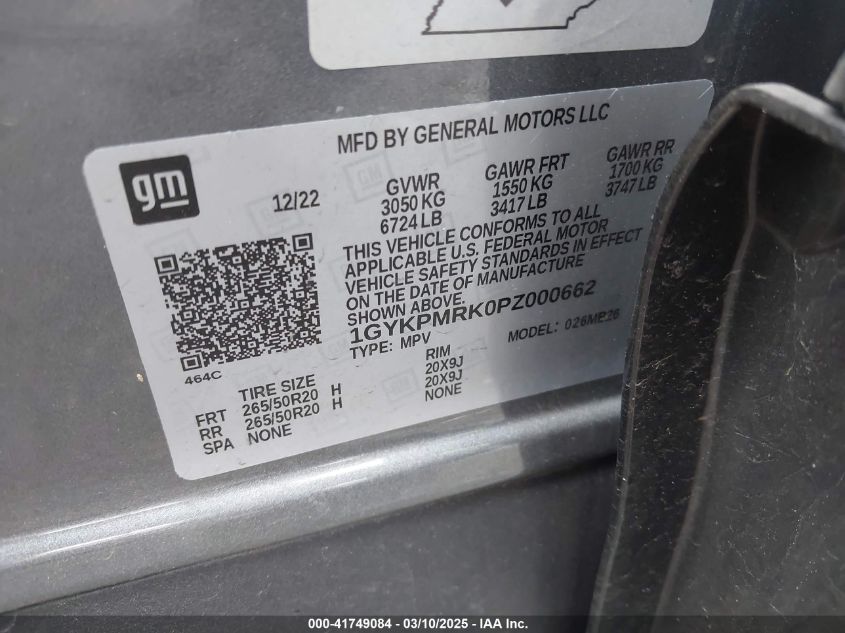 MFD BY GENERAL MOTORS LLC
gm
12/22
GVWR
3050 KG
6724 LB
GAWR FRT
1550 KG
3417 LB
GAWR RR
1700 KG
3747 LB
THIS VEHICLE CONFORMS TO ALL
APPLICABLE U.S. FEDERAL MOTOR
VEHICLE SAFETY STANDARDS IN EFFECT
ON THE DATE OF MANUFACTURE
SHOWN ABOVE.
1GYKPMRK0PZ000662
TYPE: MPV
MODEL: 026MB26
464C
TIRE SIZE
RIM
FRT 265/50R20 H 20X9J
RR 265/50R20 H 20X9J
SPA NONE NONE
000-41749084 - 03/10/2025 - IAA Inc.